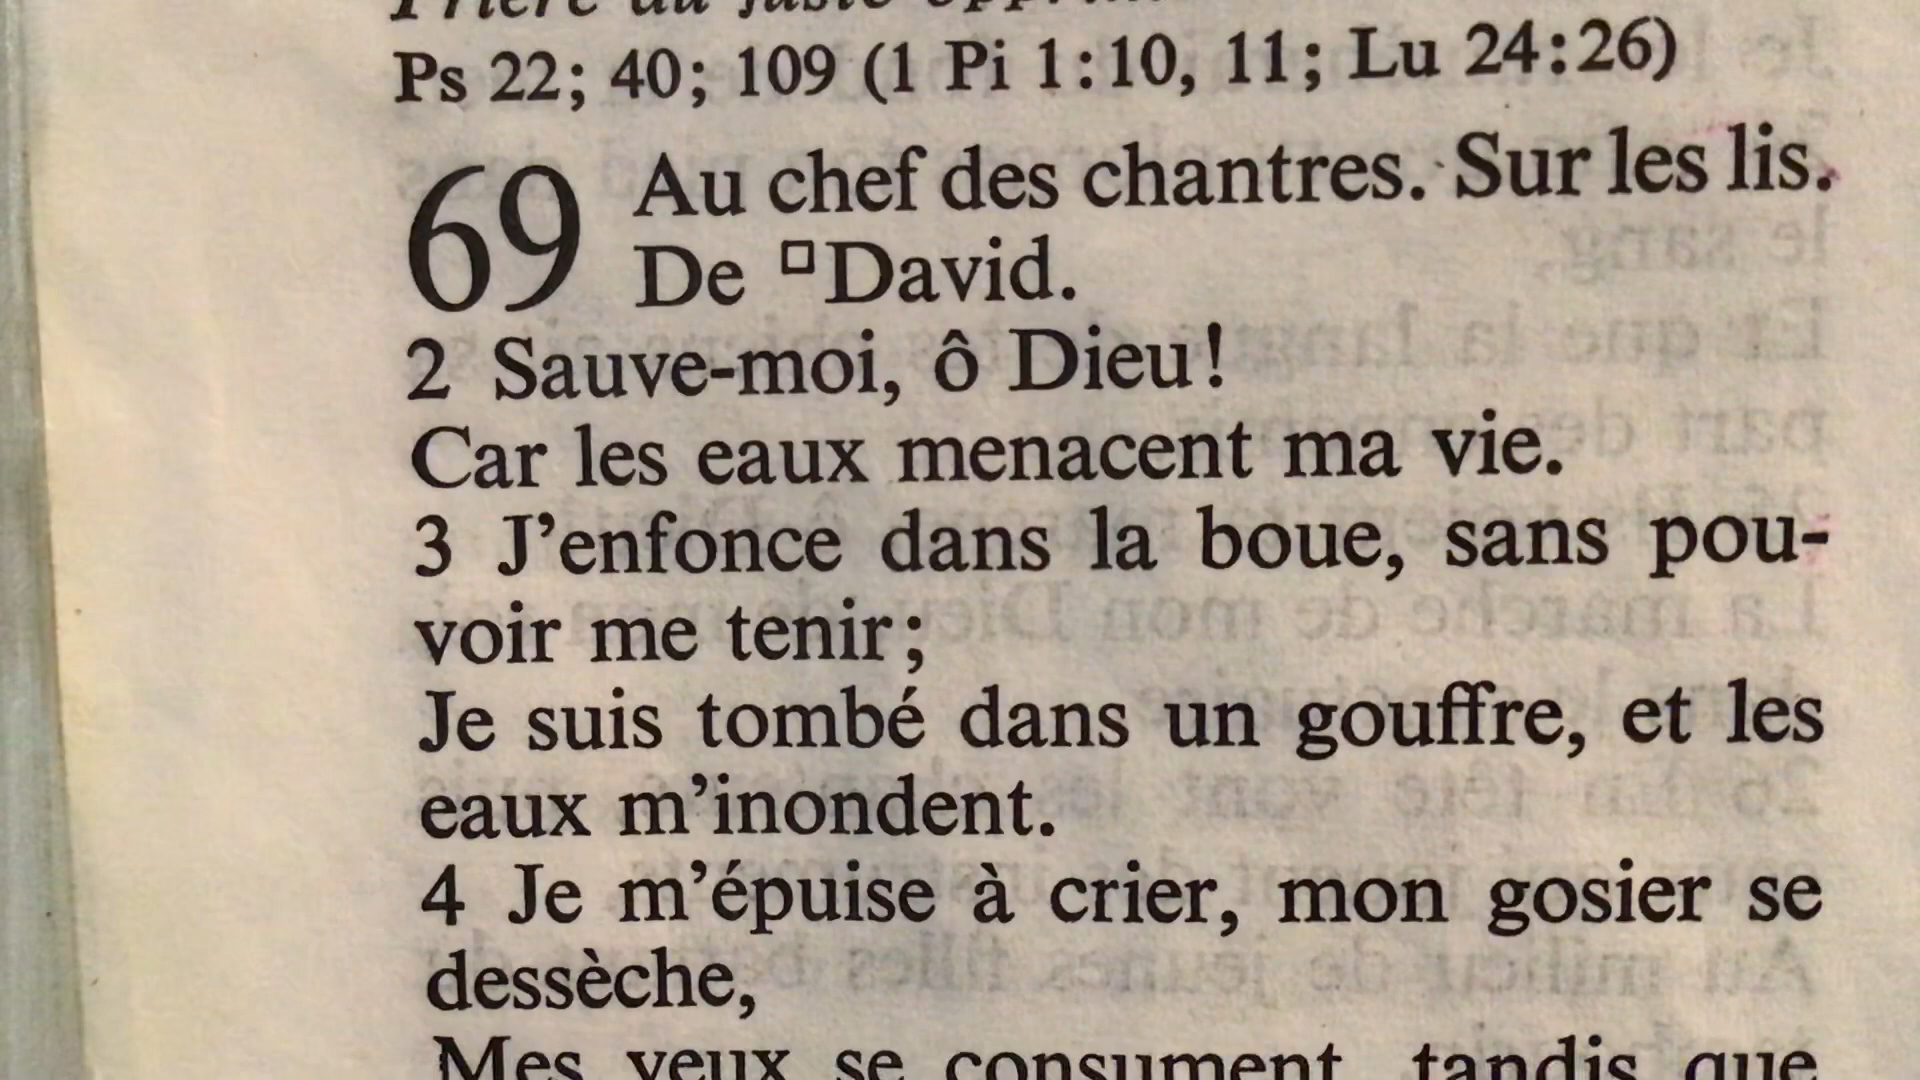 Prière du juste
Ps 22; 40; 109 (1 Pi 1:10, 11; Lu 24:26)
69 Au chef des chantres. Sur les lis.
De □David.
2 Sauve-moi, ô Dieu!
Car les eaux menacent ma vie.
3 J’enfonce dans la boue, sans pou-
voir me tenir;
Je suis tombé dans un gouffre, et les
eaux m’inondent.
4 Je m’épuise à crier, mon gosier se
dessèche,
Mes yeux se consument, tandis que